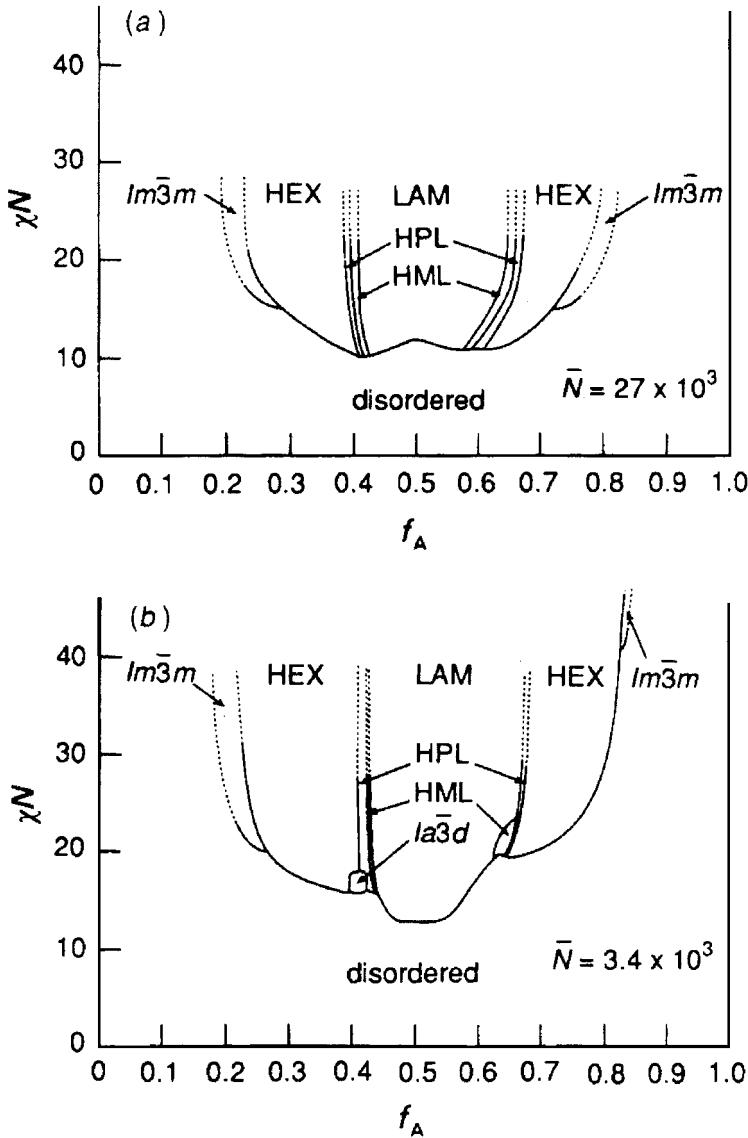 (a)
40
30
20
10
0
χN
Im3̄m HEX LAM HEX Im3̄m
HPL
HML
N̄ = 27 x 10³
disordered
0 0.1 0.2 0.3 0.4 0.5 0.6 0.7 0.8 0.9 1.0
f_A
(b)
40
30
20
10
0
χN
Im3̄m HEX LAM HEX Im3̄m
HPL
HML
Ia3̄d
N̄ = 3.4 x 10³
disordered
0 0.1 0.2 0.3 0.4 0.5 0.6 0.7 0.8 0.9 1.0
f_A